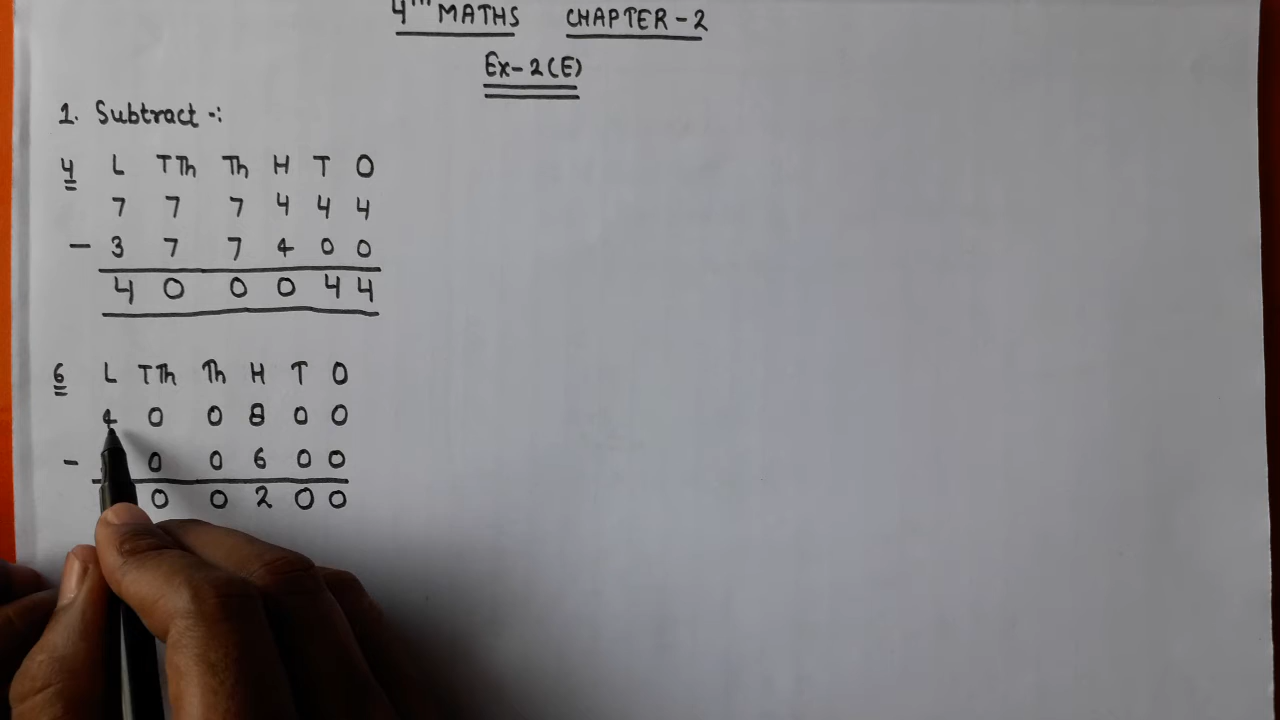 4th MATHS CHAPTER-2
Ex-2(E)
1. Subtract -:
4 L TTh Th H T O
7 7 7 4 4 4
- 3 7 7 4 0 0
4 0 0 0 4 4
6 L TTh Th H T O
4 0 0 8 0 0
- 0 0 6 0 0
0 0 2 0 0